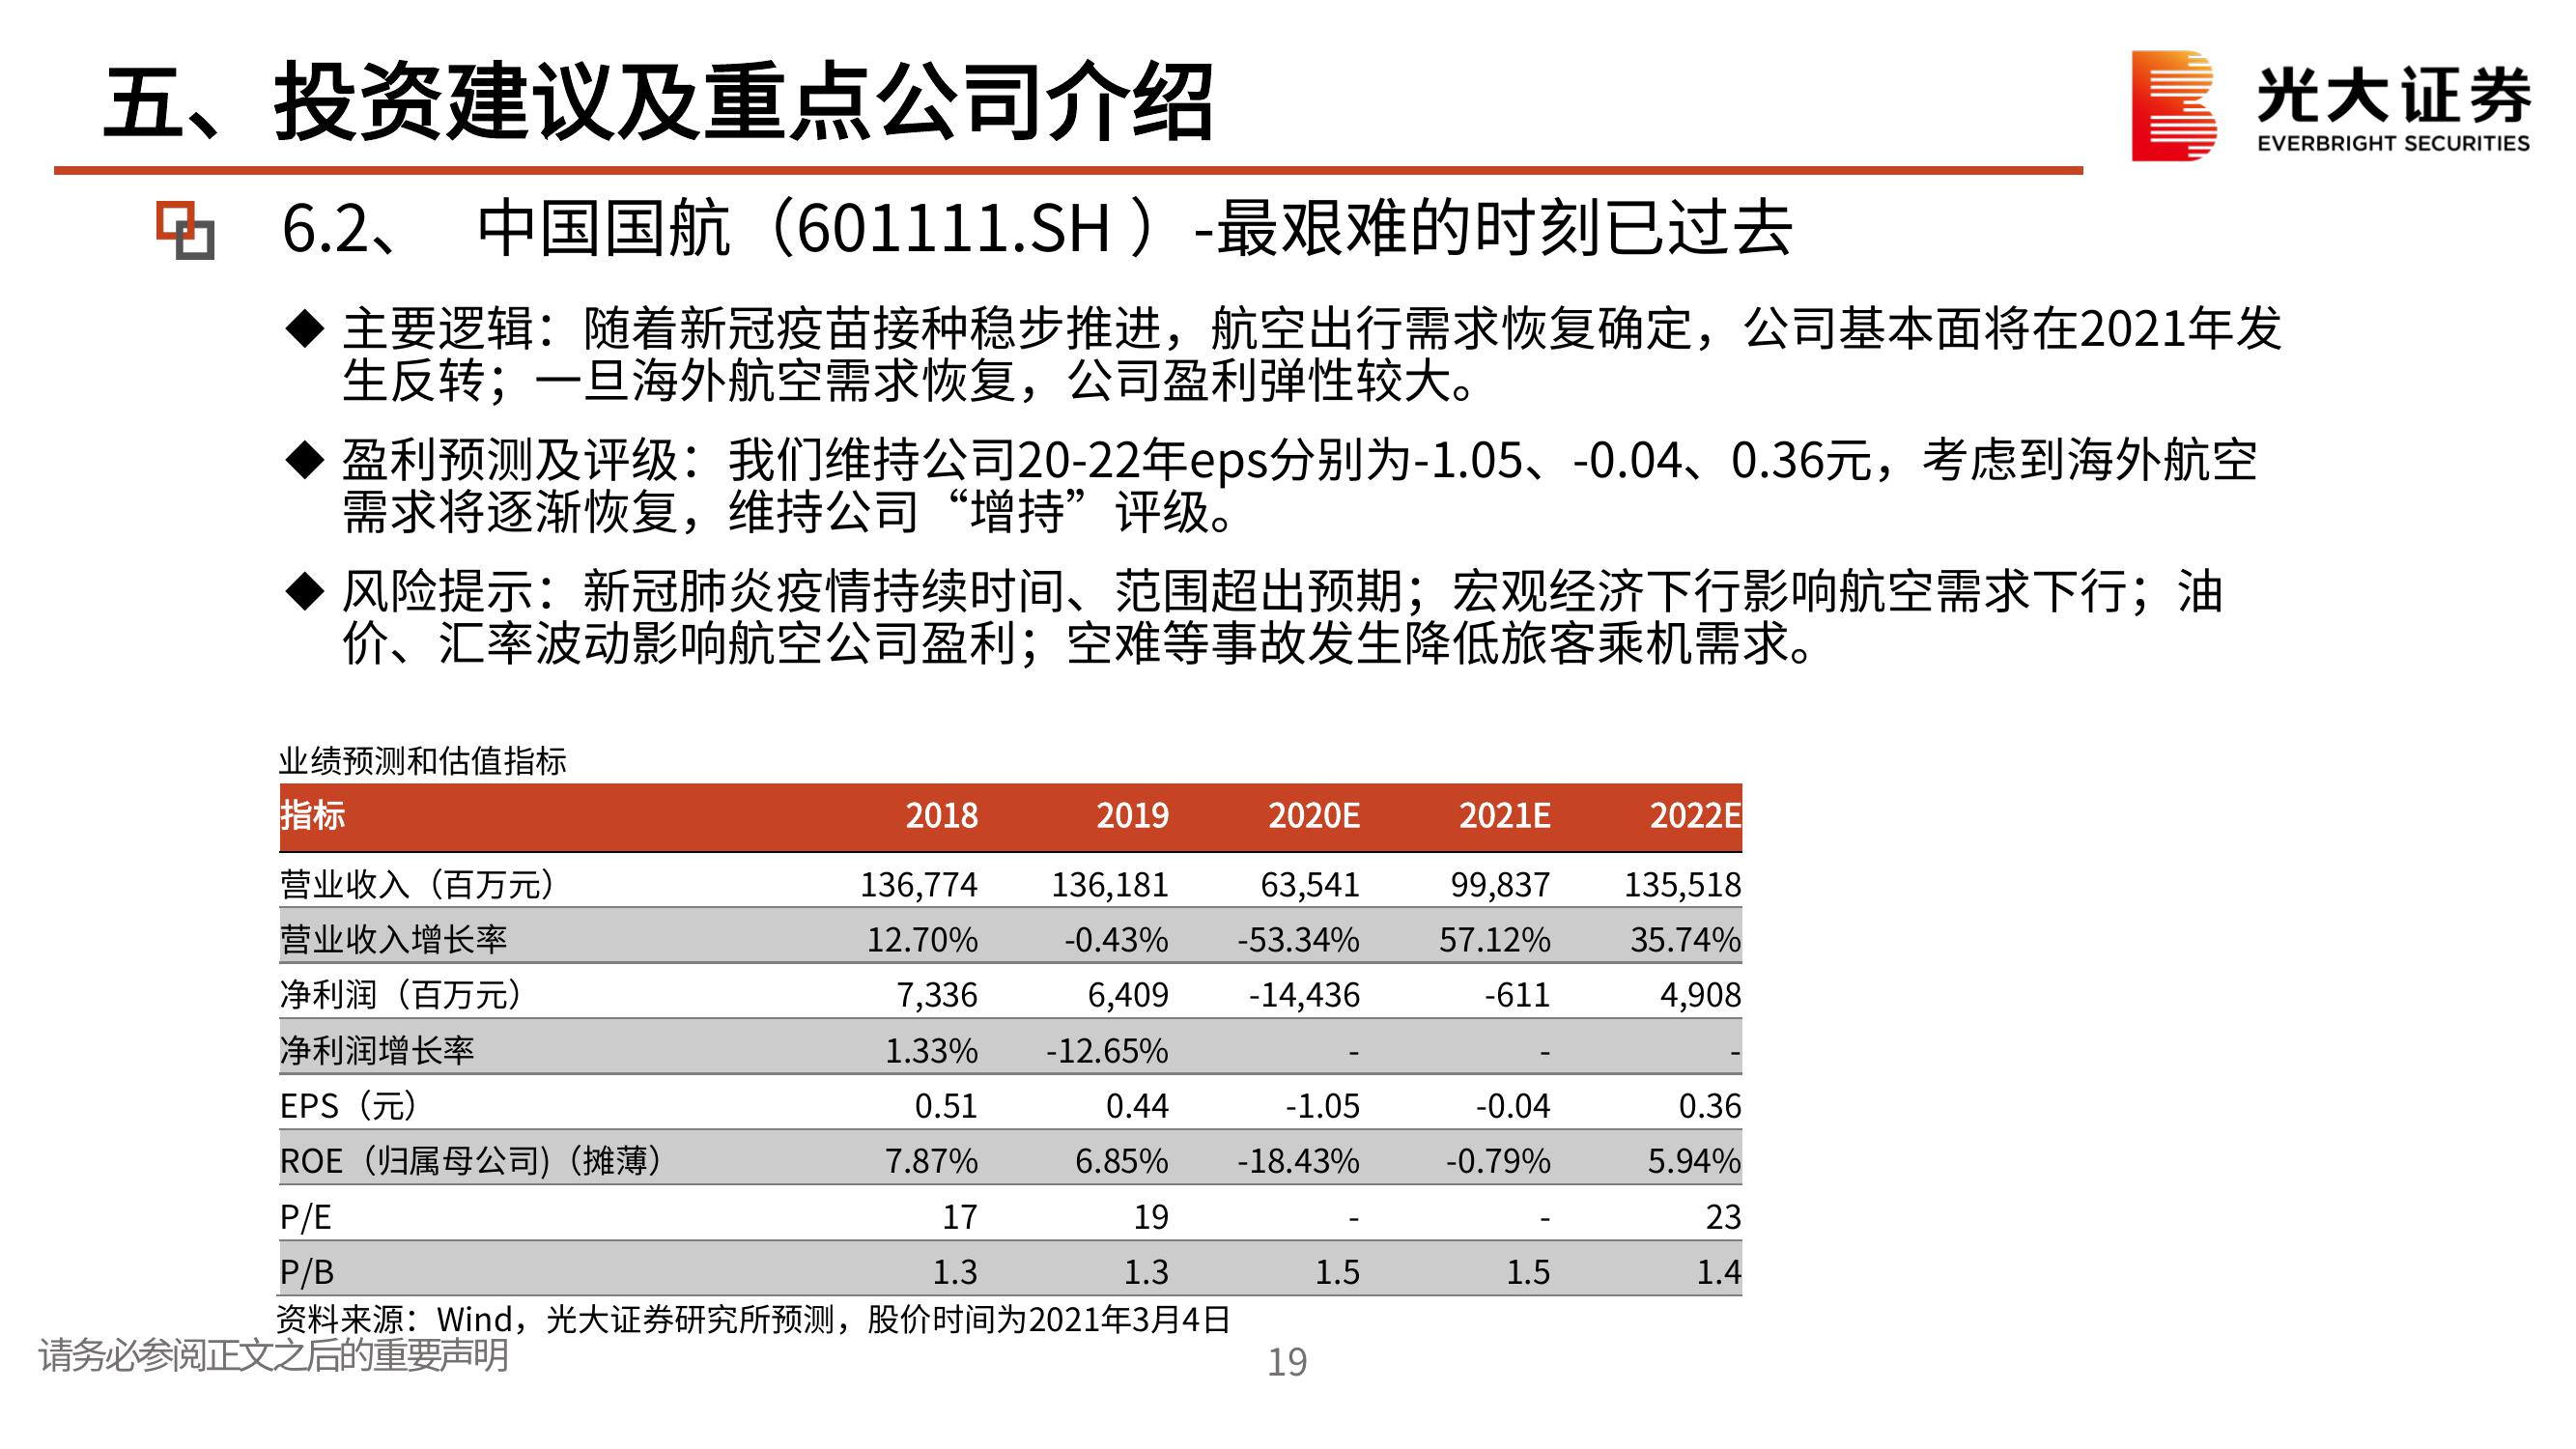 五、投资建议及重点公司介绍
光大证券
EVERBRIGHT SECURITIES
6.2、 中国国航（601111.SH ）-最艰难的时刻已过去
◆ 主要逻辑：随着新冠疫苗接种稳步推进，航空出行需求恢复确定，公司基本面将在2021年发
生反转；一旦海外航空需求恢复，公司盈利弹性较大。
◆ 盈利预测及评级：我们维持公司20-22年eps分别为-1.05、-0.04、0.36元，考虑到海外航空
需求将逐渐恢复，维持公司“增持”评级。
◆ 风险提示：新冠肺炎疫情持续时间、范围超出预期；宏观经济下行影响航空需求下行；油
价、汇率波动影响航空公司盈利；空难等事故发生降低旅客乘机需求。
业绩预测和估值指标
指标 2018 2019 2020E 2021E 2022E
营业收入（百万元） 136,774 136,181 63,541 99,837 135,518
营业收入增长率 12.70% -0.43% -53.34% 57.12% 35.74%
净利润（百万元） 7,336 6,409 -14,436 -611 4,908
净利润增长率 1.33% -12.65% - - -
EPS（元） 0.51 0.44 -1.05 -0.04 0.36
ROE（归属母公司)（摊薄） 7.87% 6.85% -18.43% -0.79% 5.94%
P/E 17 19 - - 23
P/B 1.3 1.3 1.5 1.5 1.4
资料来源：Wind，光大证券研究所预测，股价时间为2021年3月4日
请务必参阅正文之后的重要声明
19